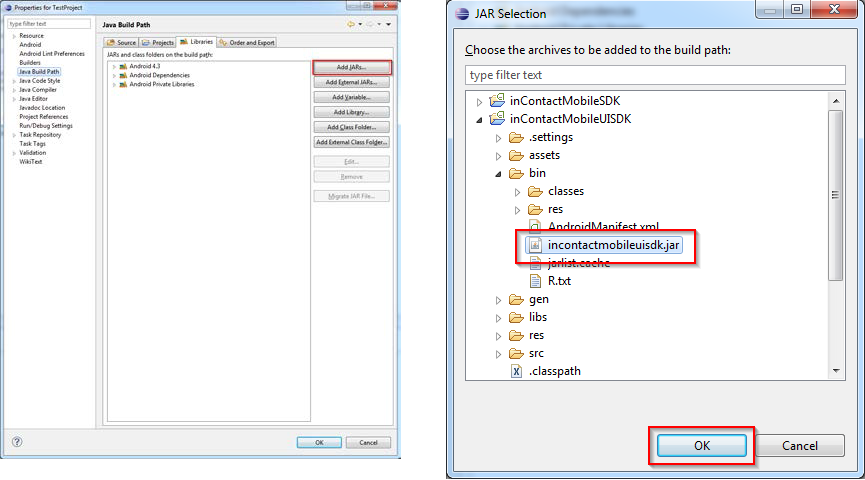 Properties for TestProject
type filter text
Resource
Android
Android Lint Preferences
Builders
Java Build Path
Java Code Style
Java Compiler
Java Editor
Javadoc Location
Project References
Run/Debug Settings
Task Repository
Task Tags
Validation
WikiText
Java Build Path
Source Projects Libraries Order and Export
JARs and class folders on the build path:
Android 4.3
Android Dependencies
Android Private Libraries
Add JARs...
Add External JARs...
Add Variable...
Add Library...
Add Class Folder...
Add External Class Folder...
Edit...
Remove
Migrate JAR File...
OK Cancel
JAR Selection
Choose the archives to be added to the build path:
type filter text
inContactMobileSDK
inContactMobileUISDK
.settings
assets
bin
classes
res
AndroidManifest.xml
incontactmobileuisdk.jar
jarlist.cache
R.txt
gen
libs
res
src
.classpath
OK Cancel